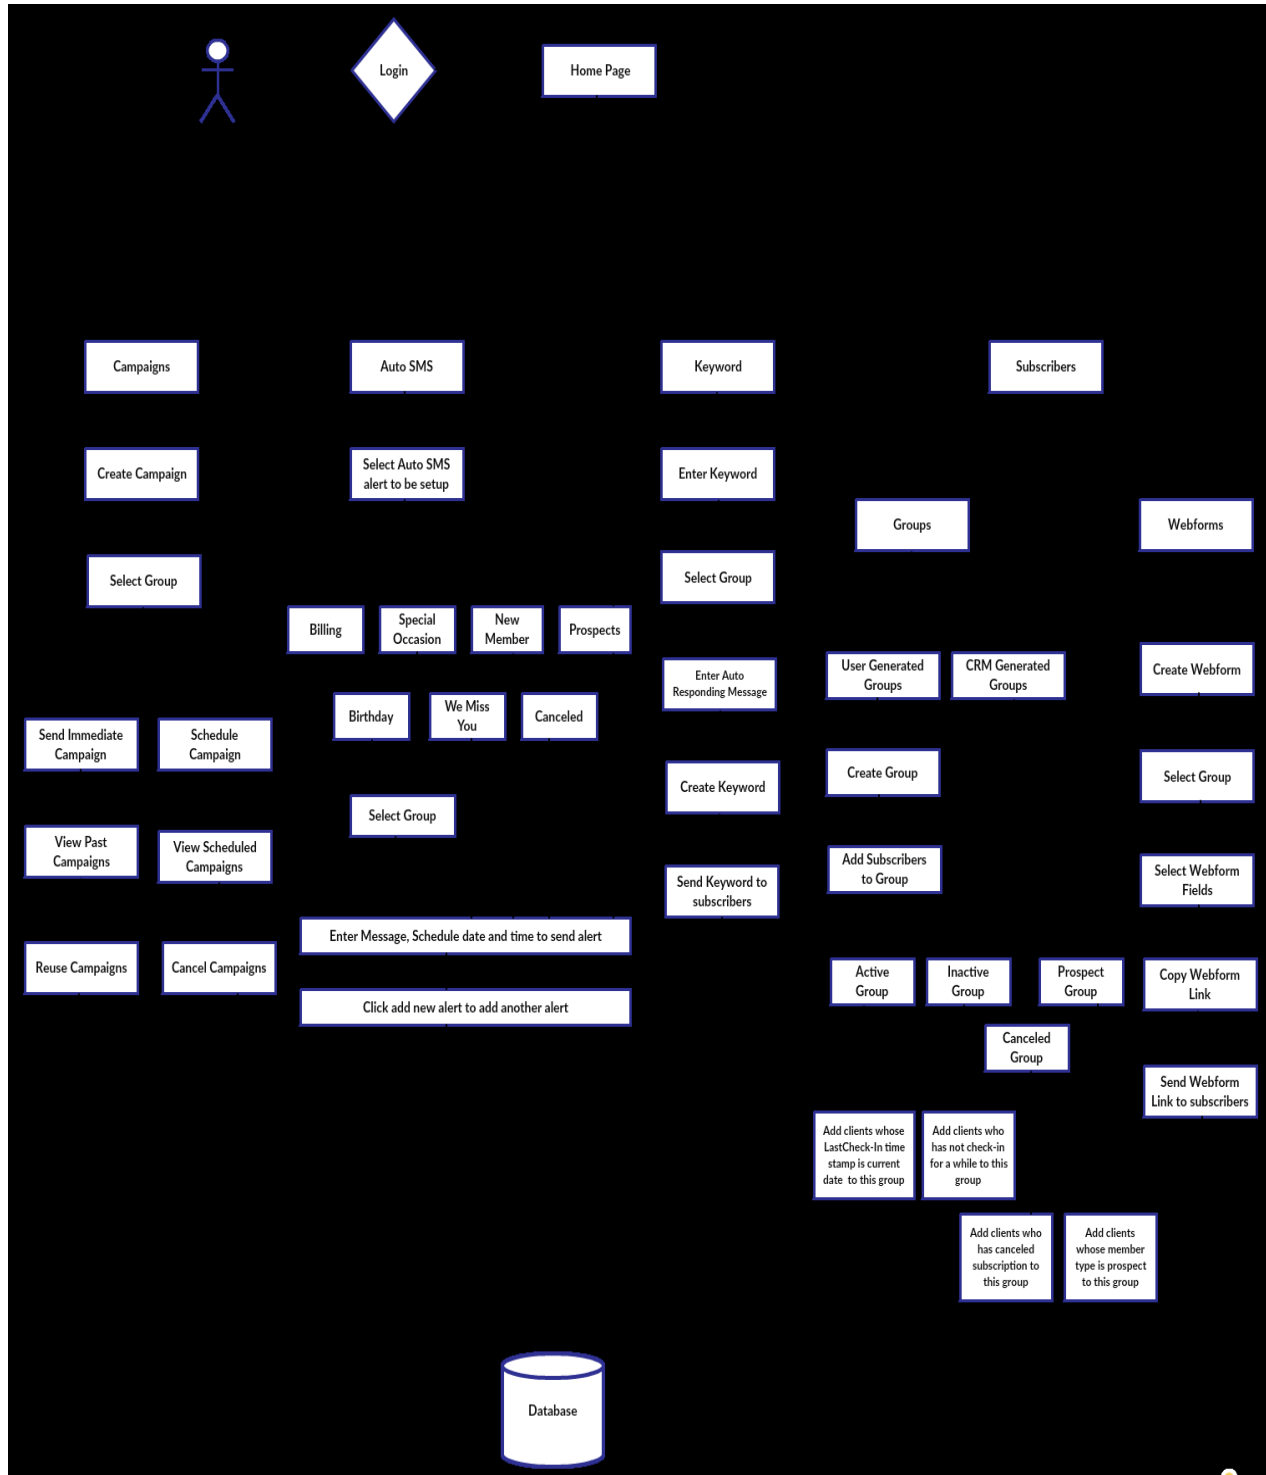 Login
Home Page
Campaigns
Auto SMS
Keyword
Subscribers
Create Campaign
Select Auto SMS
alert to be setup
Enter Keyword
Groups
Webforms
Select Group
Select Group
Billing
Special
Occasion
New
Member
Prospects
User Generated
Groups
CRM Generated
Groups
Create Webform
Enter Auto
Responding Message
Birthday
We Miss
You
Canceled
Send Immediate
Campaign
Schedule
Campaign
Create Group
Select Group
Create Keyword
Select Group
View Past
Campaigns
View Scheduled
Campaigns
Add Subscribers
to Group
Select Webform
Fields
Send Keyword to
subscribers
Enter Message, Schedule date and time to send alert
Reuse Campaigns
Cancel Campaigns
Active
Group
Inactive
Group
Prospect
Group
Copy Webform
Link
Click add new alert to add another alert
Canceled
Group
Send Webform
Link to subscribers
Add clients whose
LastCheck-In time
stamp is current
date to this group
Add clients who
has not check-in
for a while to this
group
Add clients who
has canceled
subscription to
this group
Add clients
whose member
type is prospect
to this group
Database